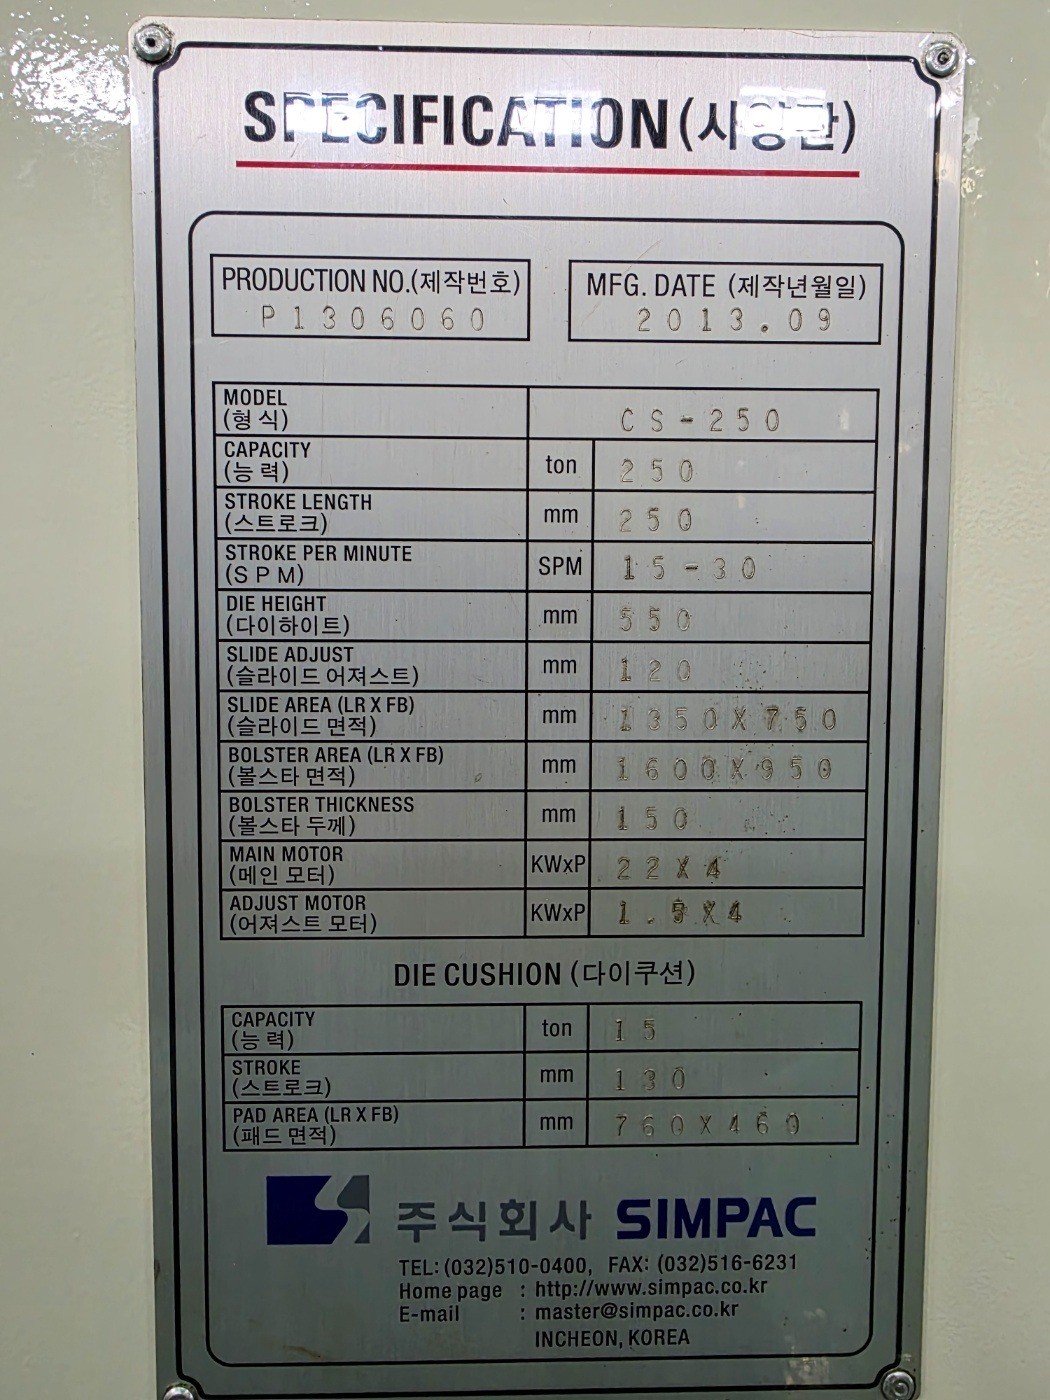 SPECIFICATION(사양판)
PRODUCTION NO.(제작번호)
P1306060
MFG. DATE (제작년월일)
2013.09
MODEL
(형 식)
CS-250
CAPACITY
(능 력)
ton
250
STROKE LENGTH
(스트로크)
mm
250
STROKE PER MINUTE
(S P M)
SPM
15-30
DIE HEIGHT
(다이하이트)
mm
550
SLIDE ADJUST
(슬라이드 어져스트)
mm
120
SLIDE AREA (LR X FB)
(슬라이드 면적)
mm
1350X750
BOLSTER AREA (LR X FB)
(볼스타 면적)
mm
1600X950
BOLSTER THICKNESS
(볼스타 두께)
mm
150
MAIN MOTOR
(메인 모터)
KWxP
22X4
ADJUST MOTOR
(어져스트 모터)
KWxP
1.5X4
DIE CUSHION (다이쿠션)
CAPACITY
(능 력)
ton
15
STROKE
(스트로크)
mm
130
PAD AREA (LR X FB)
(패드 면적)
mm
760X460
주식회사 SIMPAC
TEL: (032)510-0400, FAX: (032)516-6231
Home page : http://www.simpac.co.kr
E-mail : master@simpac.co.kr
INCHEON, KOREA